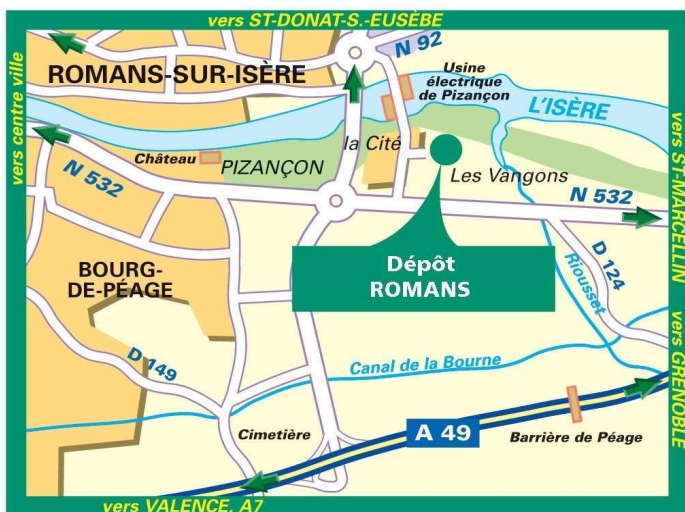 vers ST-DONAT-S.-EUSÈBE
N 92
ROMANS-SUR-ISÈRE
Usine
électrique
de Pizançon
L'ISÈRE
vers centre ville
la Cité
Château
PIZANÇON
Les Vangons
N 532
N 532
vers ST-MARCELLIN
Dépôt
ROMANS
BOURG-
DE-PÉAGE
D 124
Riousset
D 149
Canal de la Bourne
vers GRENOBLE
Cimetière
A 49
Barrière de Péage
vers VALENCE, A7